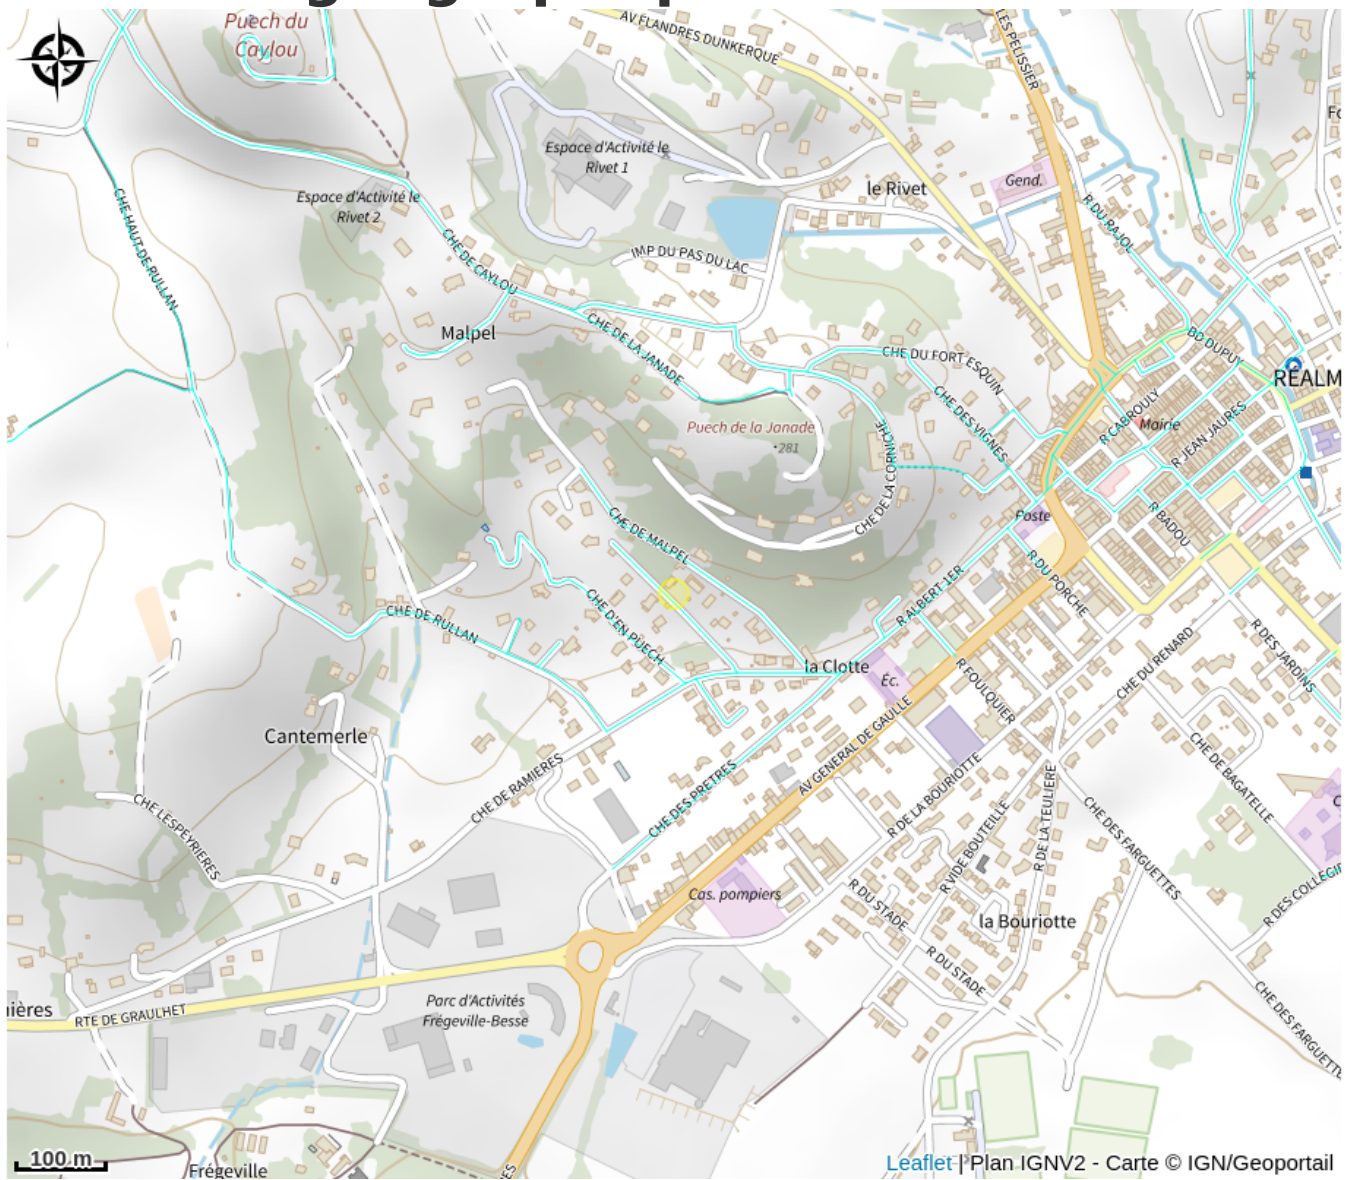 Puech du
Caylou
AV FLANDRES DUNKERQUE
LES PELISSIER
Espace d'Activité le
Rivet 1
Gend.
le Rivet
Espace d'Activité le
Rivet 2
R DU RAJOL
CHE HAUT DE RULLAN
CHE DE CAYLOU
IMP DU PAS DU LAC
Malpel
CHE DE LA JANADE
CHE DU FORT ESQUIN
BD DUPUY
REALM
CHE DES VIGNES
R CABROULY
Mairie
R JEAN JAURES
Puech de la Janade
281
CHE DE LA CORNICHE
R BADOU
Poste
CHE DE MALPEL
R DU PORCHE
R ALBERT 1ER
CHE D'EN PUECH
CHE DE RULLAN
la Clotte
Éc.
R FOULQUIER
CHE DU RENARD
R DES JARDINS
Cantemerle
AV GENERAL DE GAULLE
CHE DE RAMIERES
CHE DES PRETRES
R DE LA BOURIOTTE
CHE DE BAGATELLE
CHE LESPEYRIERES
R VIDE BOUTEILLE
R DE LA TEULIERE
CHE DES FARGUETTES
Cas. pompiers
R DU STADE
la Bouriotte
R DES COLLEGIE
R DU STADE
ières
RTE DE GRAULHET
Parc d'Activités
Frégeville-Besse
CHE DES FARGUETTE
100 m
Frégeville
ES
Leaflet | Plan IGNV2 - Carte © IGN/Geoportail